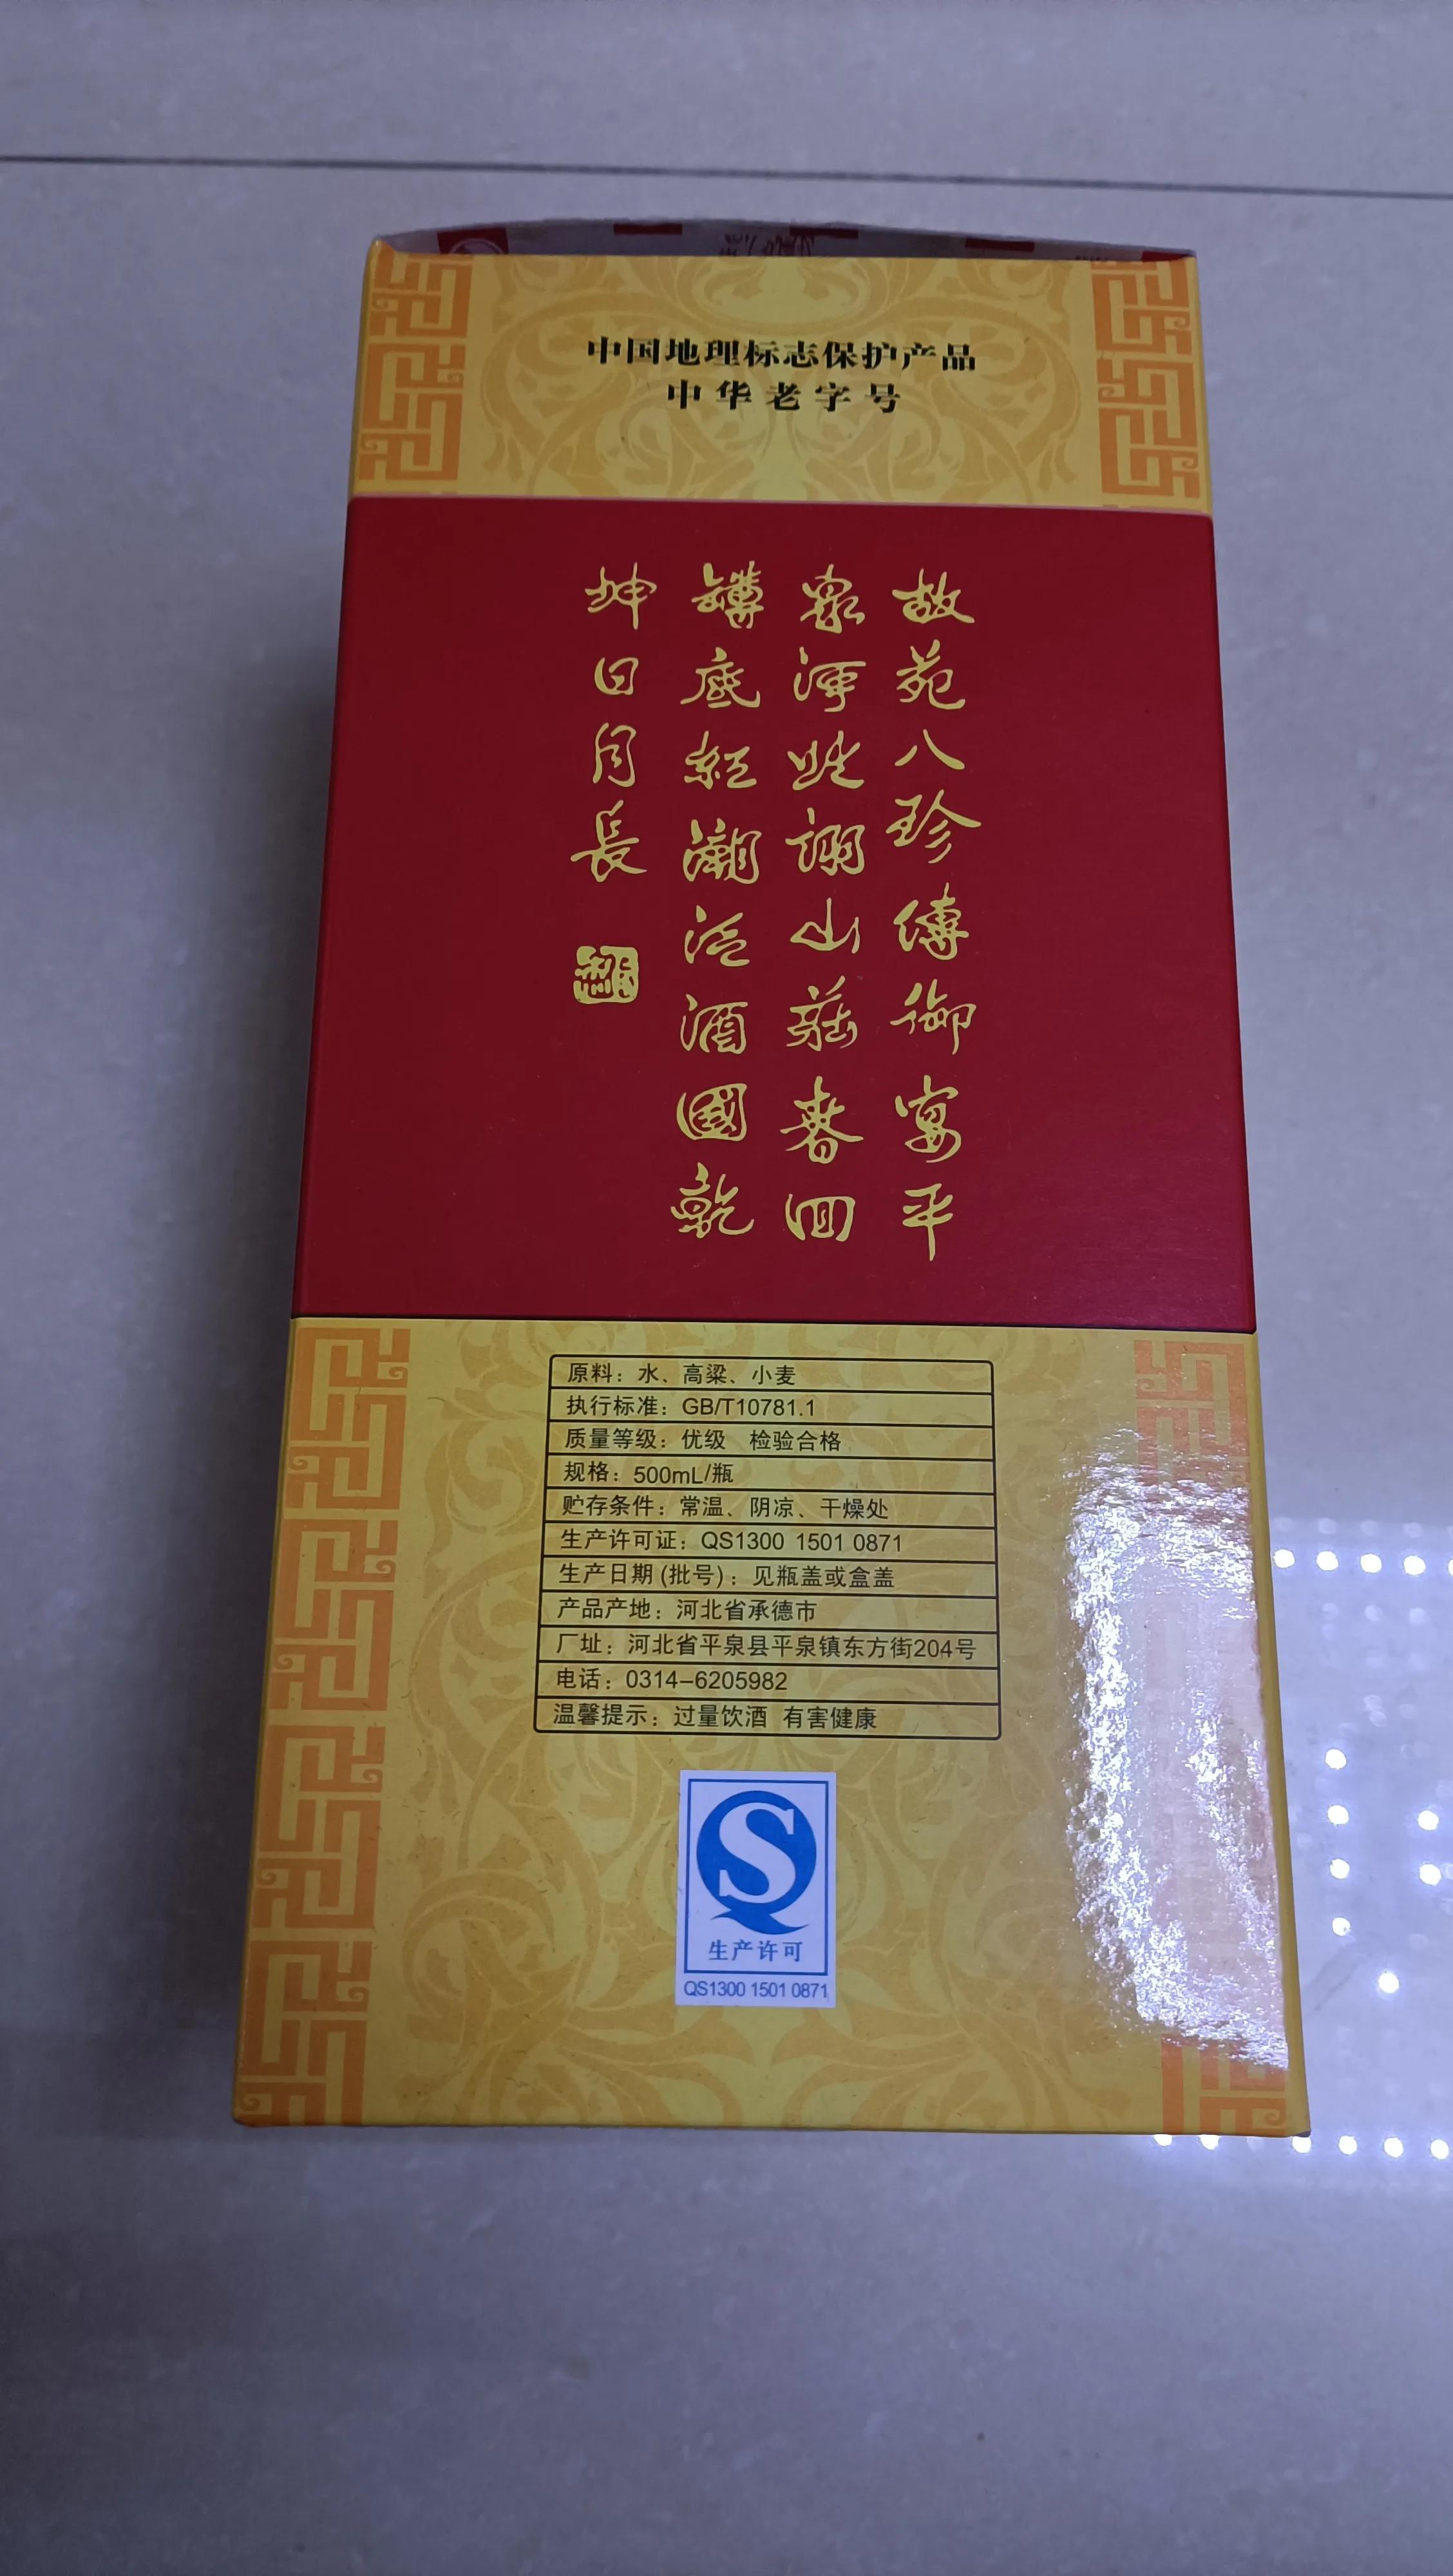 中国地理标志保护产品
中华老字号
故苑八珍傳御宴平
泉渾此詡山莊春回
罈底紅潮泛酒國乾
坤日月長
原料：水、高粱、小麦
执行标准：GB/T10781.1
质量等级：优级 检验合格
规格：500mL/瓶
贮存条件：常温、阴凉、干燥处
生产许可证：QS1300 1501 0871
生产日期(批号)：见瓶盖或盒盖
产品产地：河北省承德市
厂址：河北省平泉县平泉镇东方街204号
电话：0314-6205982
温馨提示：过量饮酒 有害健康
生产许可
QS1300 1501 0871